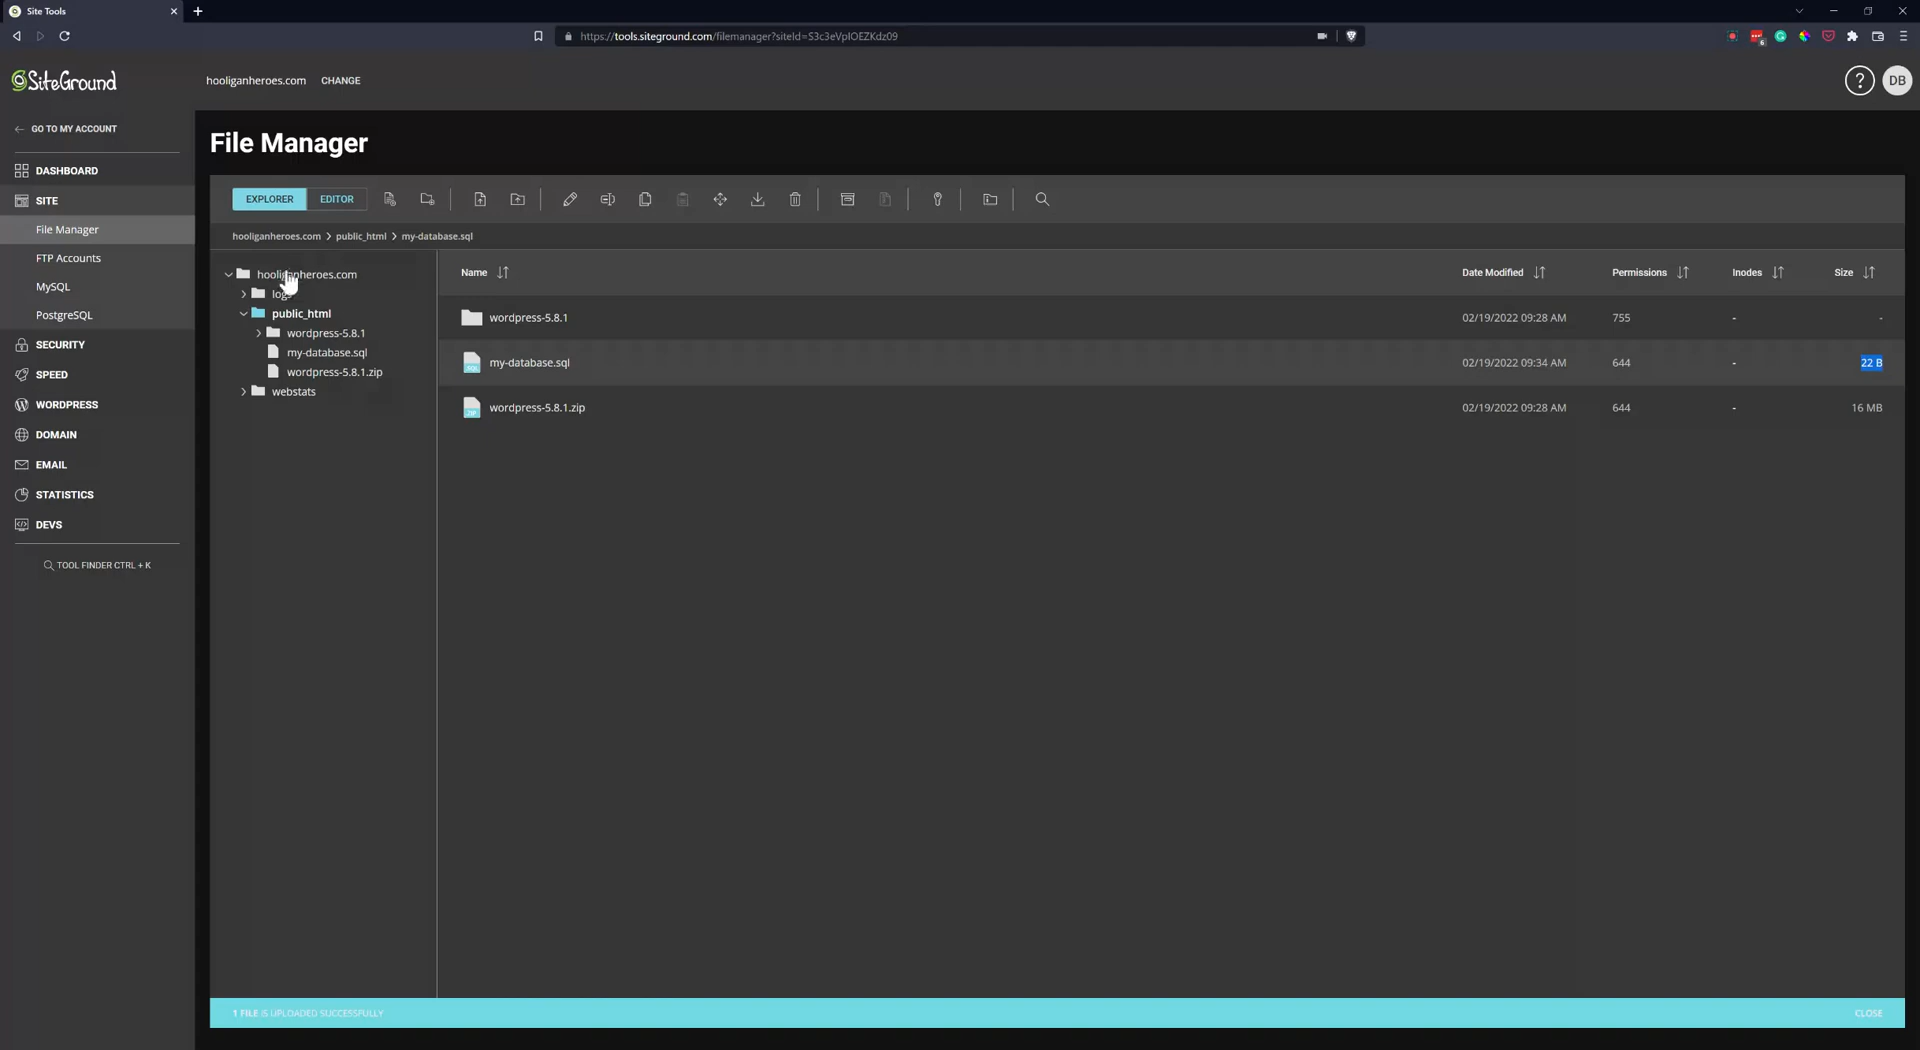 Site Tools
https://tools.siteground.com/filemanager?siteId=S3c3eVpIOEZKdz09
6
SiteGround
hooliganheroes.com CHANGE
? DB
GO TO MY ACCOUNT
DASHBOARD
SITE
File Manager
FTP Accounts
MySQL
PostgreSQL
SECURITY
SPEED
WORDPRESS
DOMAIN
EMAIL
STATISTICS
DEVS
TOOL FINDER CTRL + K
File Manager
EXPLORER EDITOR
hooliganheroes.com > public_html > my-database.sql
hooliganheroes.com
logs
public_html
wordpress-5.8.1
my-database.sql
wordpress-5.8.1.zip
webstats
Name Date Modified Permissions Inodes Size
wordpress-5.8.1 02/19/2022 09:28 AM 755 - -
SQL my-database.sql 02/19/2022 09:34 AM 644 - 22 B
ZIP wordpress-5.8.1.zip 02/19/2022 09:28 AM 644 - 16 MB
1 FILE IS UPLOADED SUCCESSFULLY CLOSE